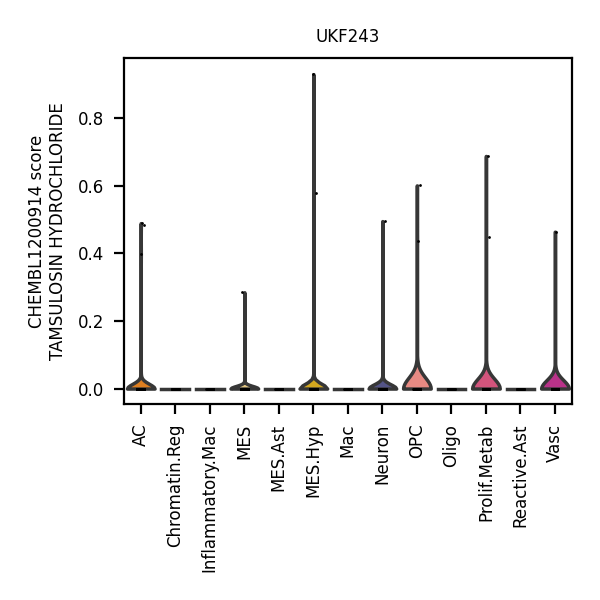 UKF243
CHEMBL1200914 score
TAMSULOSIN HYDROCHLORIDE
0.8
0.6
0.4
0.2
0.0
AC
Chromatin.Reg
Inflammatory.Mac
MES
MES.Ast
MES.Hyp
Mac
Neuron
OPC
Oligo
Prolif.Metab
Reactive.Ast
Vasc